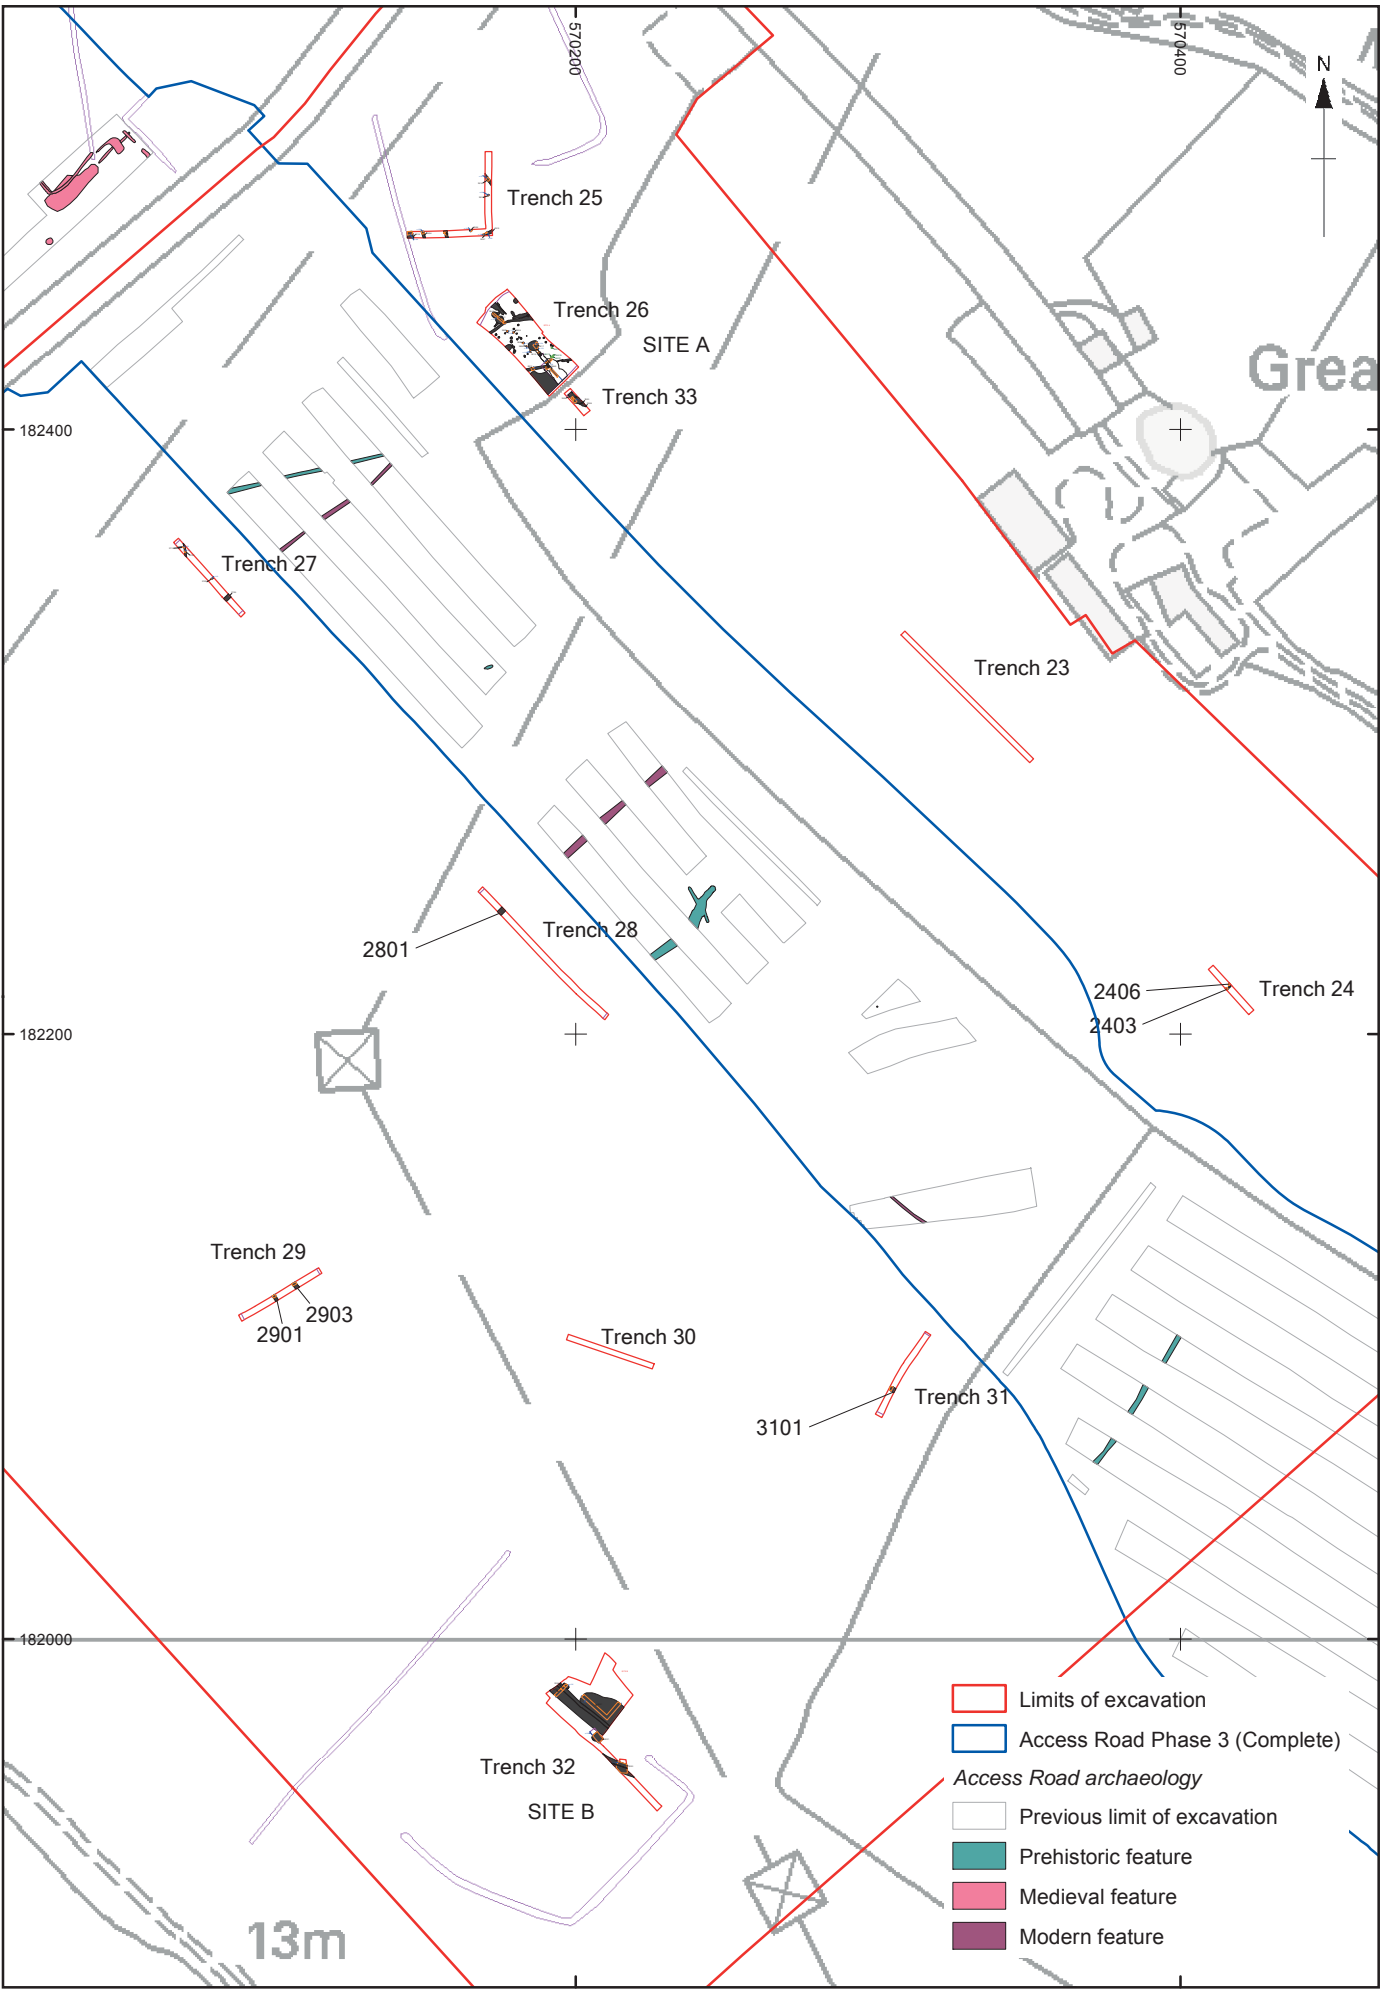 570200
570400
N
Trench 25
Trench 26
SITE A
Grea
Trench 33
182400
Trench 27
Trench 23
Trench 28
2801
2406
Trench 24
2403
182200
Trench 29
2903
2901
Trench 30
Trench 31
3101
182000
Limits of excavation
Access Road Phase 3 (Complete)
Trench 32
Access Road archaeology
SITE B
Previous limit of excavation
Prehistoric feature
Medieval feature
13m
Modern feature